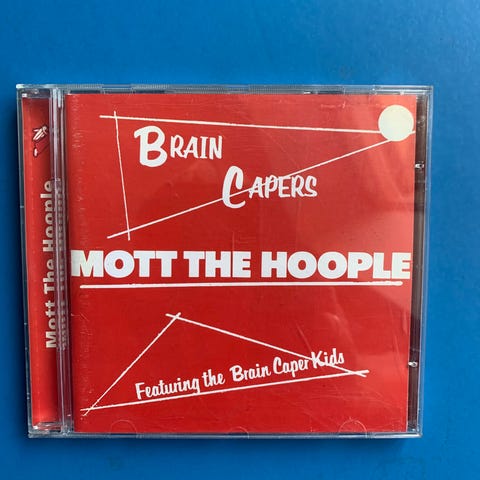 BRAIN
CAPERS
MOTT THE HOOPLE
Featuring the Brain Caper Kids
Mott The Hoople